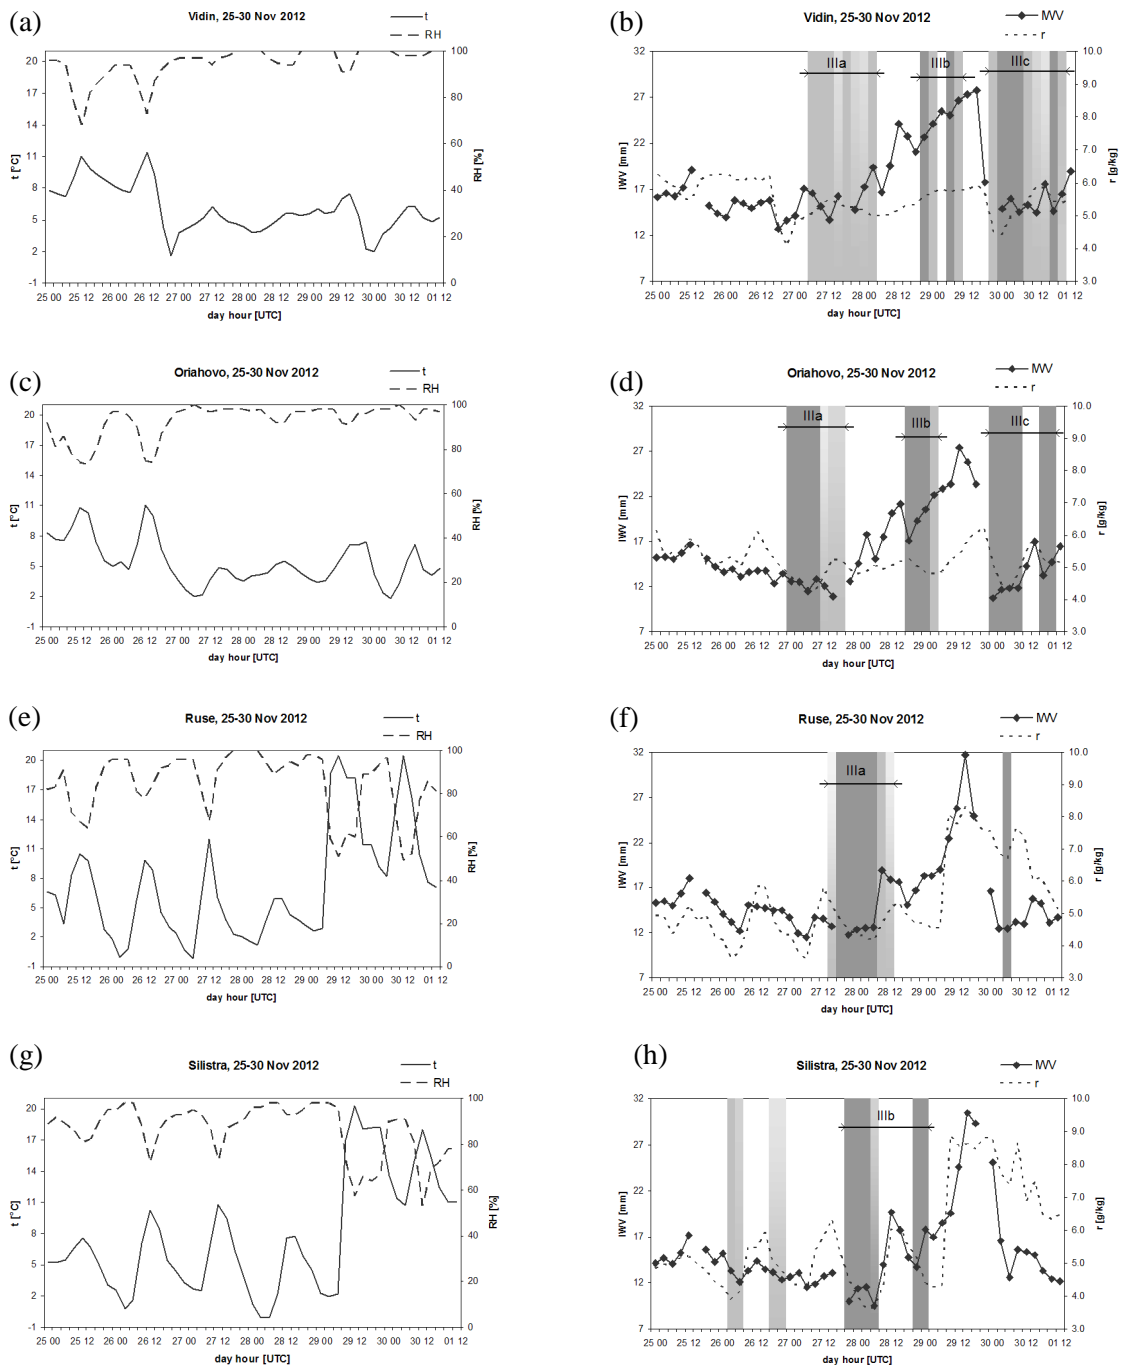 (a)
Vidin, 25-30 Nov 2012
t
RH
20
17
14
11
8
5
2
-1
t [°C]
100
80
60
40
20
0
RH [%]
25 00 25 12 26 00 26 12 27 00 27 12 28 00 28 12 29 00 29 12 30 00 30 12 01 12
day hour [UTC]
(b)
Vidin, 25-30 Nov 2012
IWV
r
IIIa
IIIb
IIIc
32
27
22
17
12
7
IWV [mm]
10.0
9.0
8.0
7.0
6.0
5.0
4.0
3.0
r [g/kg]
25 00 25 12 26 00 26 12 27 00 27 12 28 00 28 12 29 00 29 12 30 00 30 12 01 12
day hour [UTC]
(c)
Oriahovo, 25-30 Nov 2012
t
RH
20
17
14
11
8
5
2
-1
t [°C]
100
80
60
40
20
0
RH [%]
25 00 25 12 26 00 26 12 27 00 27 12 28 00 28 12 29 00 29 12 30 00 30 12 01 12
day hour [UTC]
(d)
Oriahovo, 25-30 Nov 2012
IWV
r
IIIa
IIIb
IIIc
32
27
22
17
12
7
IWV [mm]
10.0
9.0
8.0
7.0
6.0
5.0
4.0
3.0
r [g/kg]
25 00 25 12 26 00 26 12 27 00 27 12 28 00 28 12 29 00 29 12 30 00 30 12 01 12
day hour [UTC]
(e)
Ruse, 25-30 Nov 2012
t
RH
20
17
14
11
8
5
2
-1
t [°C]
100
80
60
40
20
0
RH [%]
25 00 25 12 26 00 26 12 27 00 27 12 28 00 28 12 29 00 29 12 30 00 30 12 01 12
day hour [UTC]
(f)
Ruse, 25-30 Nov 2012
IWV
r
IIIa
32
27
22
17
12
7
IWV [mm]
10.0
9.0
8.0
7.0
6.0
5.0
4.0
3.0
r [g/kg]
25 00 25 12 26 00 26 12 27 00 27 12 28 00 28 12 29 00 29 12 30 00 30 12 01 12
day hour [UTC]
(g)
Silistra, 25-30 Nov 2012
t
RH
20
17
14
11
8
5
2
-1
t [°C]
100
80
60
40
20
0
RH [%]
25 00 25 12 26 00 26 12 27 00 27 12 28 00 28 12 29 00 29 12 30 00 30 12 01 12
day hour [UTC]
(h)
Silistra, 25-30 Nov 2012
IWV
r
IIIb
32
27
22
17
12
7
IWV [mm]
10.0
9.0
8.0
7.0
6.0
5.0
4.0
3.0
r [g/kg]
25 00 25 12 26 00 26 12 27 00 27 12 28 00 28 12 29 00 29 12 30 00 30 12 01 12
day hour [UTC]